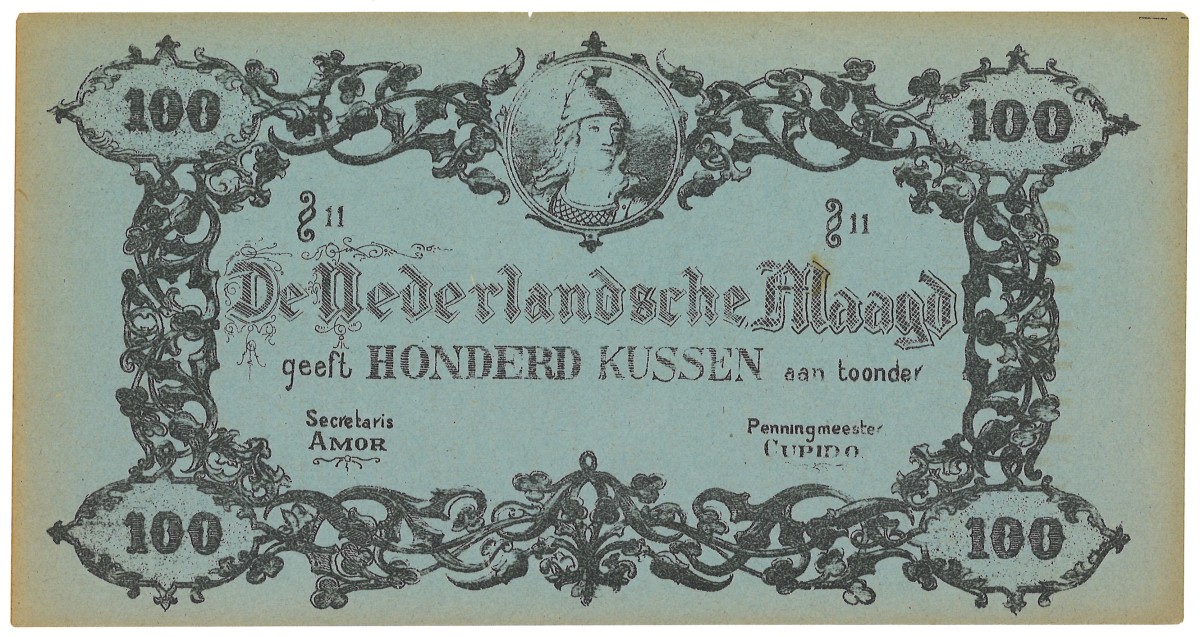 100 100
§ 11 § 11
De Nederlandsche Maagd
geeft HONDERD KUSSEN aan toonder
Secretaris Penningmeester
AMOR CUPIDO
100 100